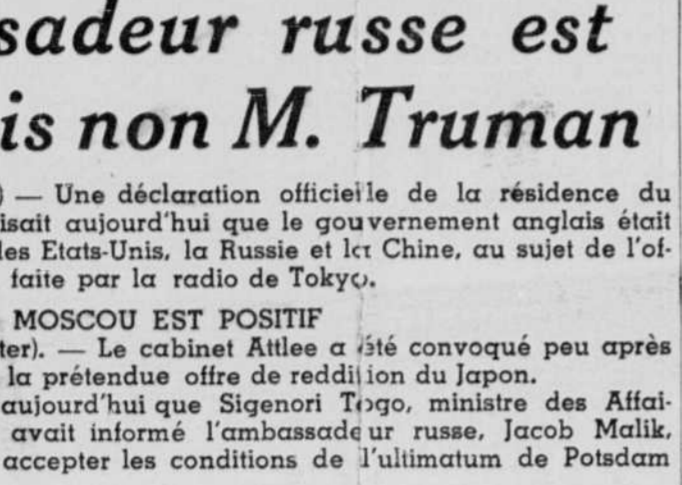 sadeur russe est
is non M. Truman
) — Une déclaration officielle de la résidence du
isait aujourd'hui que le gouvernement anglais était
les Etats-Unis, la Russie et la Chine, au sujet de l'of-
faite par la radio de Tokyo.
MOSCOU EST POSITIF
ter). — Le cabinet Attlee a été convoqué peu après
la prétendue offre de reddition du Japon.
aujourd'hui que Sigenori Togo, ministre des Affai-
avait informé l'ambassadeur russe, Jacob Malik,
accepter les conditions de l'ultimatum de Potsdam